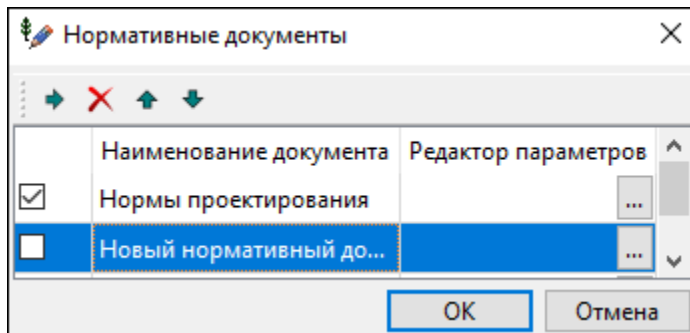 Нормативные документы
Наименование документа Редактор параметров
Нормы проектирования ...
Новый нормативный до... ...
OK Отмена